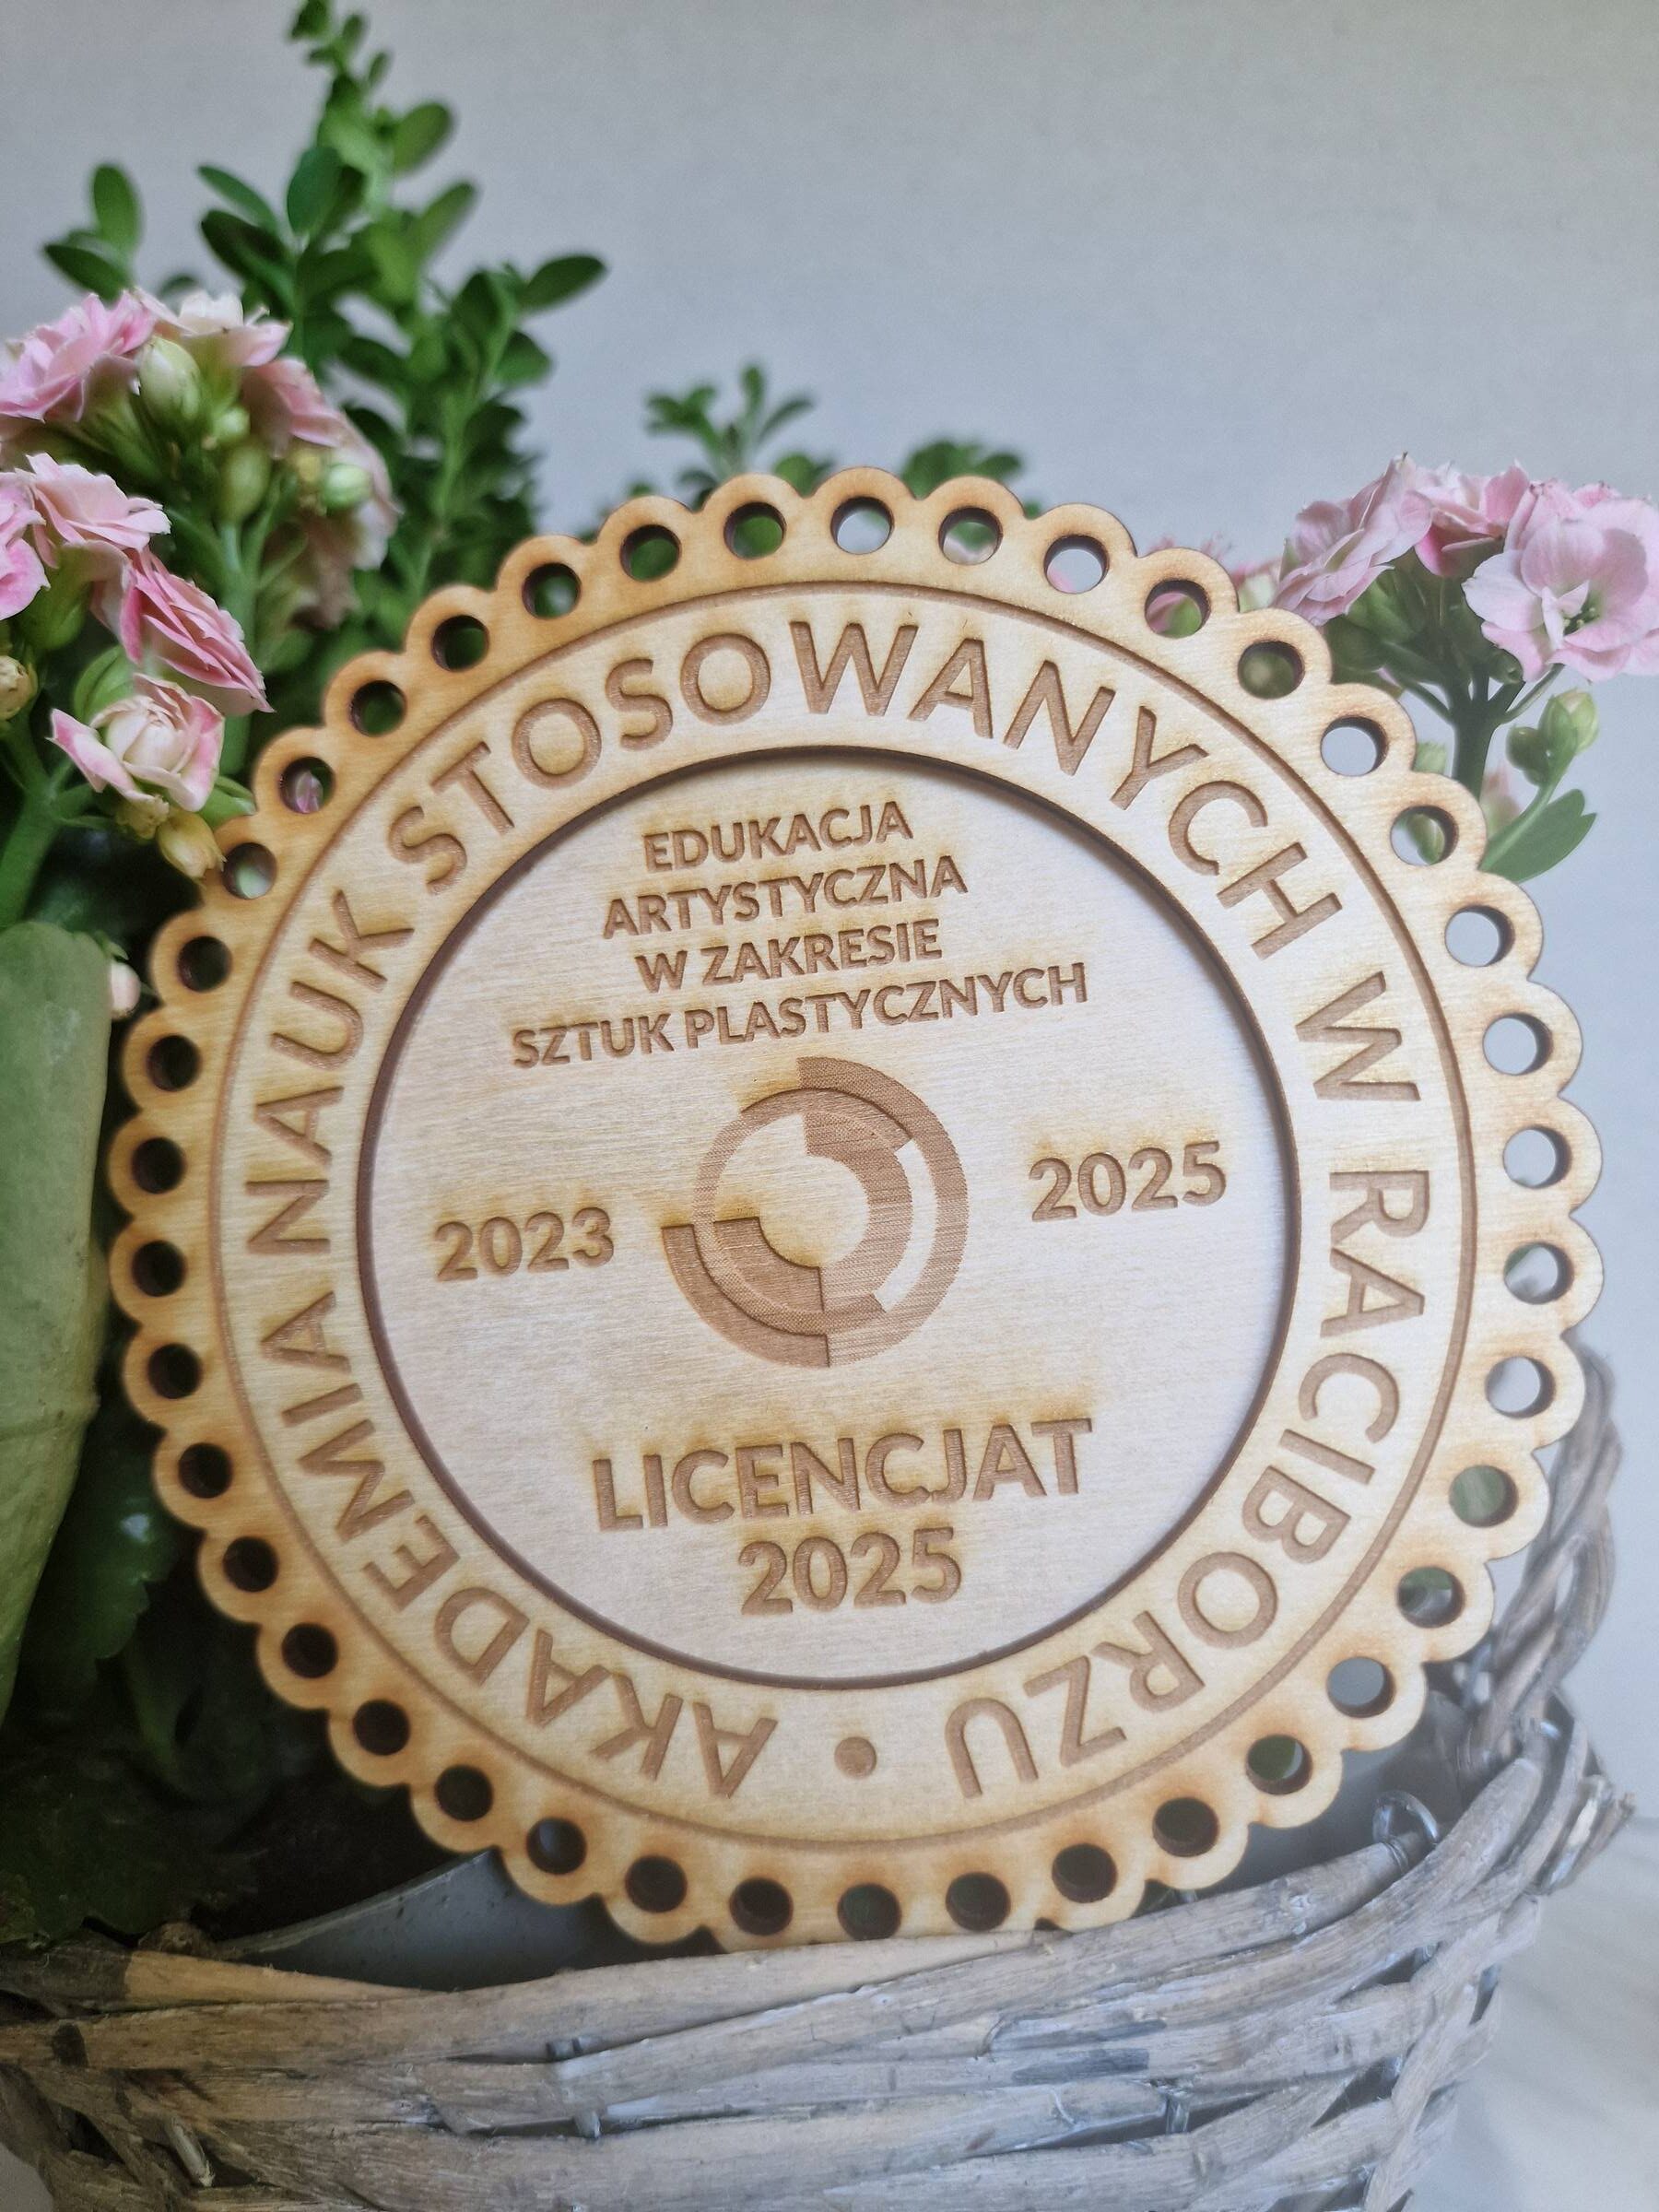 AKADEMIA NAUK STOSOWANYCH W RACIBORZU •
EDUKACJA
ARTYSTYCZNA
W ZAKRESIE
SZTUK PLASTYCZNYCH
2023 2025
LICENCJAT
2025